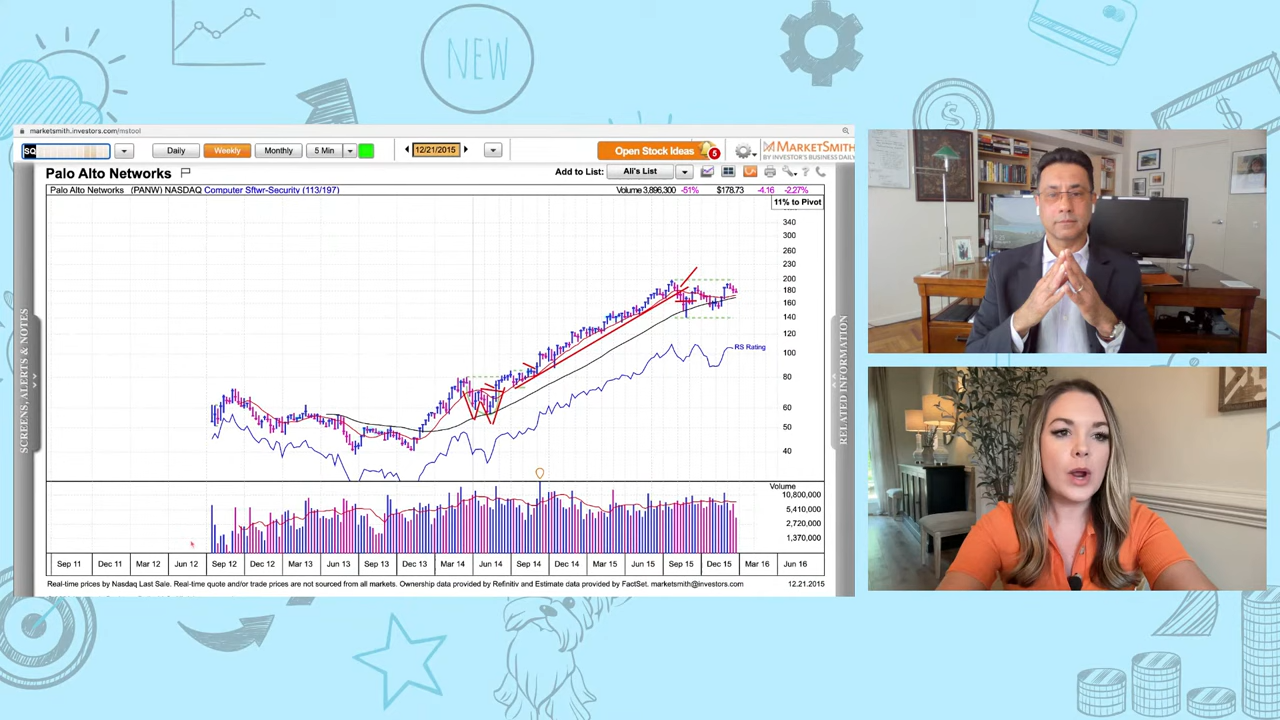 NEW
marketsmith.investors.com/mstool
SQ
Daily
Weekly
Monthly
5 Min
12/21/2015
Open Stock Ideas
5
MARKETSMITH
BY INVESTOR'S BUSINESS DAILY
Palo Alto Networks
Add to List:
Ali's List
Palo Alto Networks (PANW) NASDAQ Computer Sftwr-Security (113/197)
Volume 3,896,300 -51% $178.73 -4.16 -2.27%
11% to Pivot
340
300
260
230
200
180
160
140
120
100
80
60
50
40
RS Rating
Volume
10,800,000
5,410,000
2,720,000
1,370,000
Sep 11 Dec 11 Mar 12 Jun 12 Sep 12 Dec 12 Mar 13 Jun 13 Sep 13 Dec 13 Mar 14 Jun 14 Sep 14 Dec 14 Mar 15 Jun 15 Sep 15 Dec 15 Mar 16 Jun 16
Real-time prices by Nasdaq Last Sale. Real-time quote and/or trade prices are not sourced from all markets. Ownership data provided by Refinitiv and Estimate data provided by FactSet. marketsmith@investors.com
12.21.2015
SCREENS, ALERTS & NOTES
RELATED INFORMATION